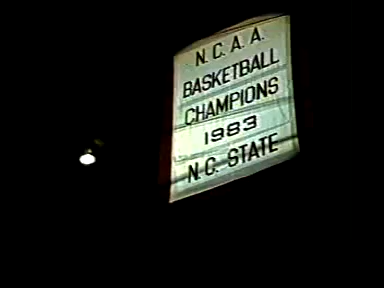 N.C.A.A.
BASKETBALL
CHAMPIONS
1983
N.C. STATE